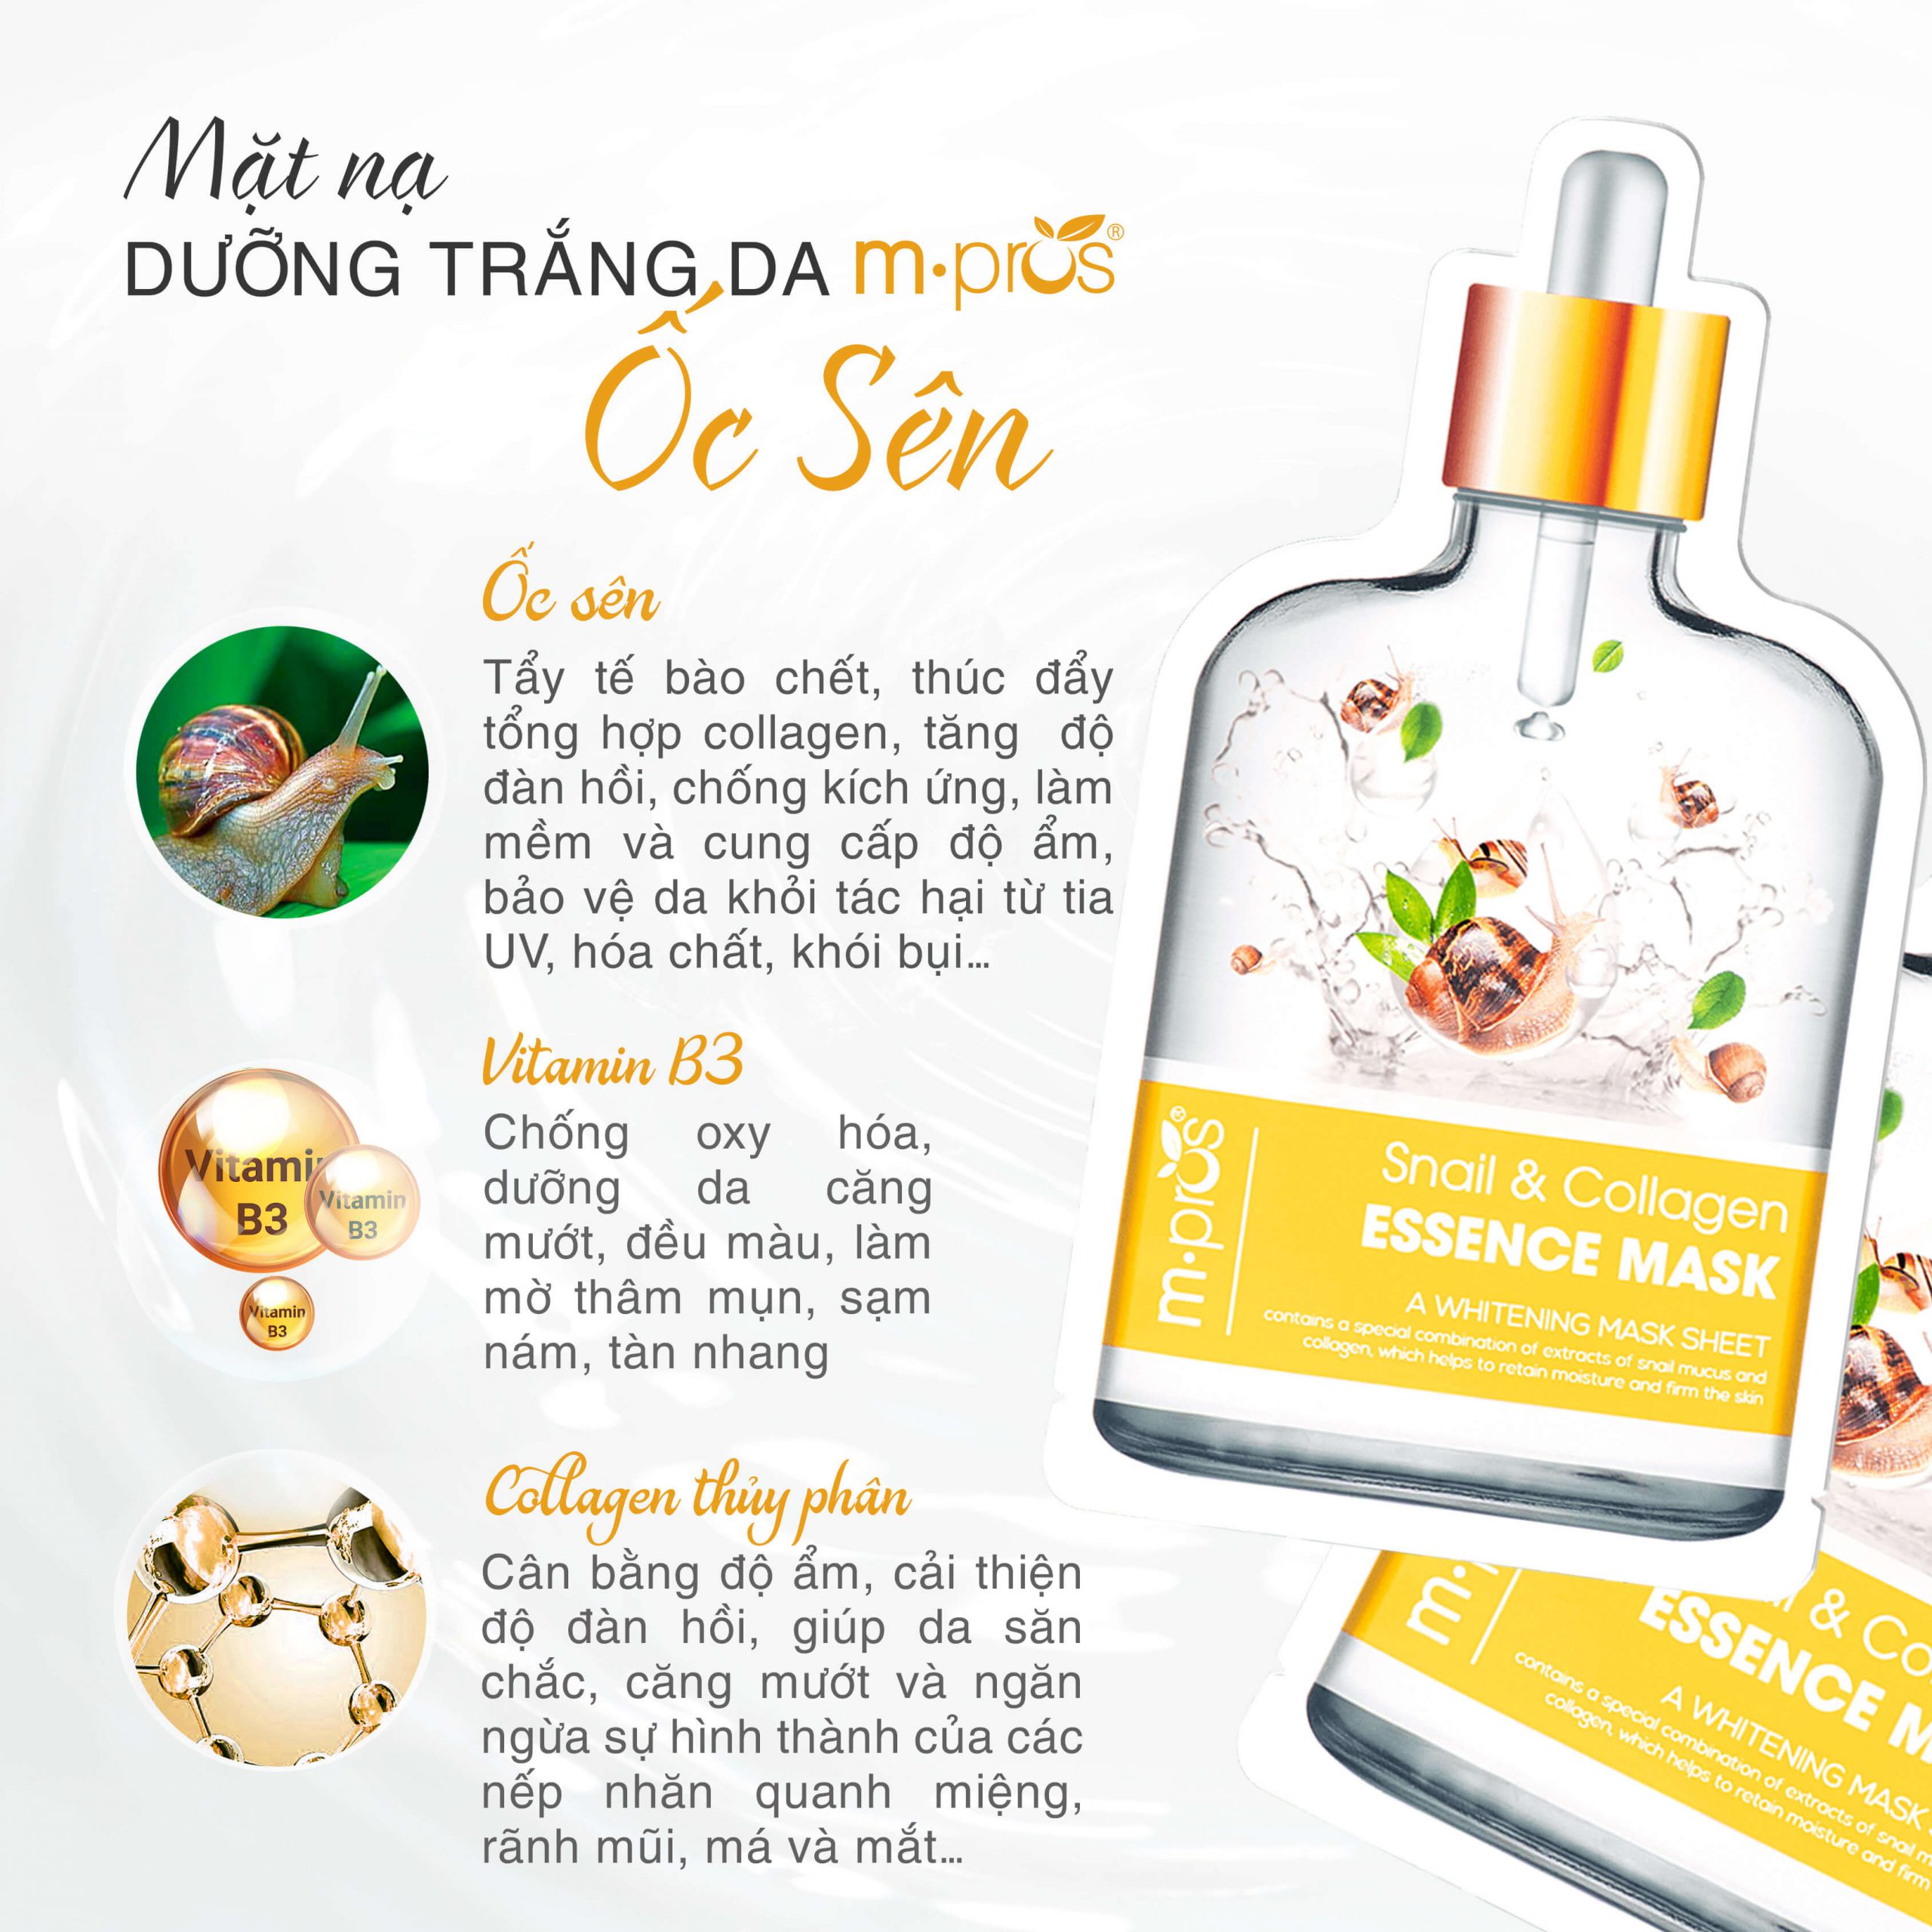 Mặt nạ
DƯỠNG TRẮNG DA m·pros®
Ốc Sên
Ốc sên
Tẩy tế bào chết, thúc đẩy
tổng hợp collagen, tăng độ
đàn hồi, chống kích ứng, làm
mềm và cung cấp độ ẩm,
bảo vệ da khỏi tác hại từ tia
UV, hóa chất, khói bụi...
Vitamin B3
Chống oxy hóa,
dưỡng da căng
mướt, đều màu, làm
mờ thâm mụn, sạm
nám, tàn nhang
Vitami
B3
Vitamin
B3
Vitamin
B3
Collagen thủy phân
Cân bằng độ ẩm, cải thiện
độ đàn hồi, giúp da săn
chắc, căng mướt và ngăn
ngừa sự hình thành của các
nếp nhăn quanh miệng,
rãnh mũi, má và mắt...
m·pros®
Snail & Collagen
ESSENCE MASK
A WHITENING MASK SHEET
contains a special combination of extracts of snail mucus and
collagen, which helps to retain moisture and firm the skin
m·
& Co
ESSENCE M
A WHITENING MASK
contains a special combination of extracts of snail m
collagen, which helps to retain moisture and firm